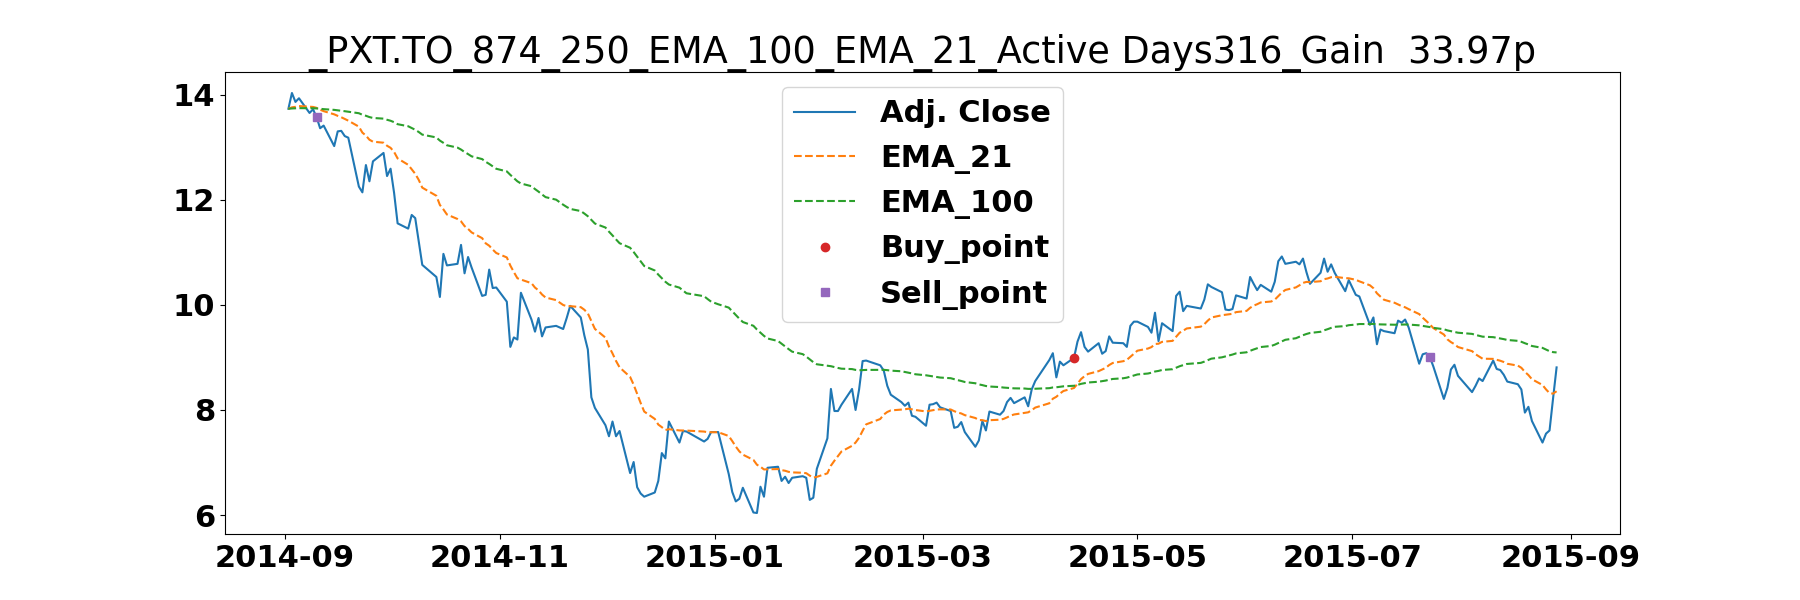 _PXT.TO_874_250_EMA_100_EMA_21_Active Days316_Gain  33.97p
14
12
10
8
6
Adj. Close
EMA_21
EMA_100
Buy_point
Sell_point
2014-09 2014-11 2015-01 2015-03 2015-05 2015-07 2015-09